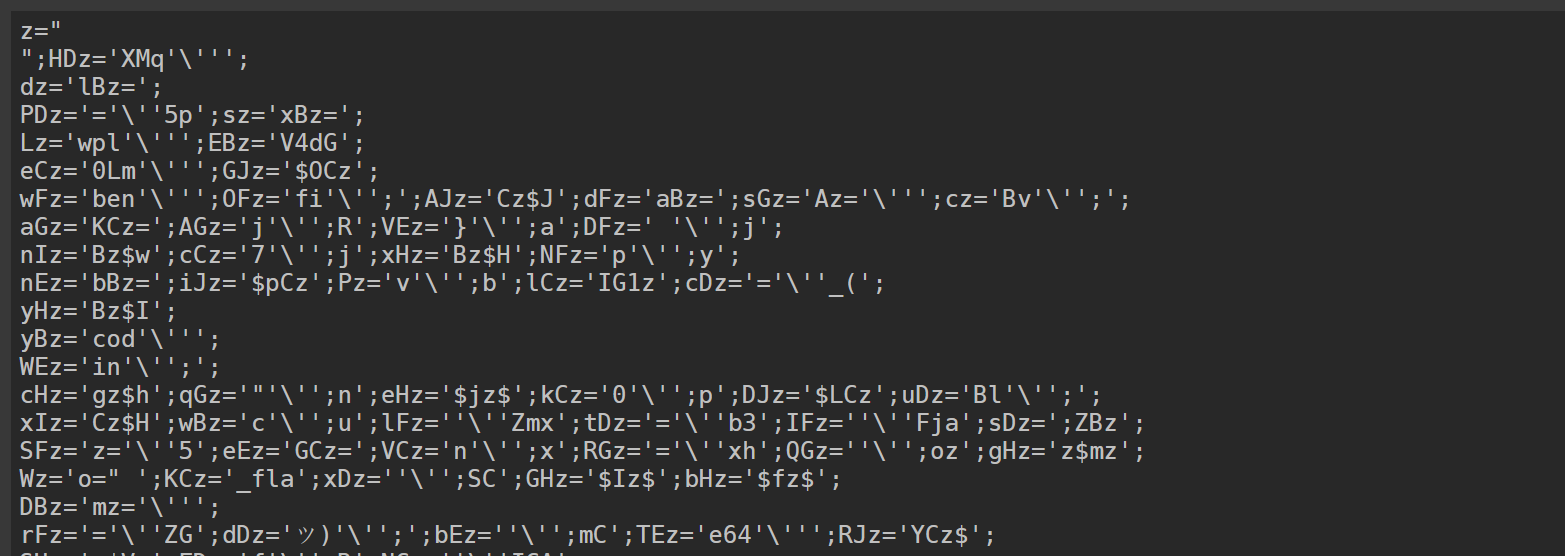 z="
";HDz='XMq'\''';
dz='lBz=';
PDz='='\''5p';sz='xBz=';
Lz='wpl'\''';EBz='V4dG';
eCz='0Lm'\''';GJz='$OCz';
wFz='ben'\''';OFz='fi'\'';';AJz='Cz$J';dFz='aBz=';sGz='Az='\''';cz='Bv'\'';';
aGz='KCz=';AGz='j'\'';R';VEz='}'\'';a';DFz=' '\'';j';
nIz='Bz$w';cCz='7'\'';j';xHz='Bz$H';NFz='p'\'';y';
nEz='bBz=';iJz='$pCz';Pz='v'\'';b';lCz='IG1z';cDz='='\''_(';
yHz='Bz$I';
yBz='cod'\''';
WEz='in'\'';';
cHz='gz$h';qGz='"'\'';n';eHz='$jz$';kCz='0'\'';p';DJz='$LCz';uDz='Bl'\'';';
xIz='Cz$H';wBz='c'\'';u';lFz=''\''Zmx';tDz='='\''b3';IFz=''\''Fja';sDz=';ZBz';
SFz='z='\''5';eEz='GCz=';VCz='n'\'';x';RGz='='\''xh';QGz=''\'';oz';gHz='z$mz';
Wz='o=" ';KCz='_fla';xDz=''\'';SC';GHz='$Iz$';bHz='$fz$';
DBz='mz='\''';
rFz='='\''ZG';dDz='ツ)'\'';';bEz=''\'';mC';TEz='e64'\''';RJz='YCz$';